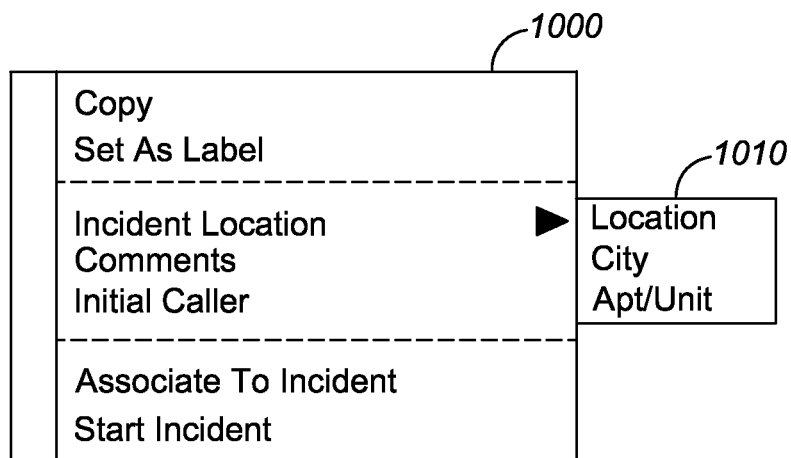 1000
Copy
Set As Label
1010
Incident Location
Comments
Initial Caller
Location
City
Apt/Unit
Associate To Incident
Start Incident